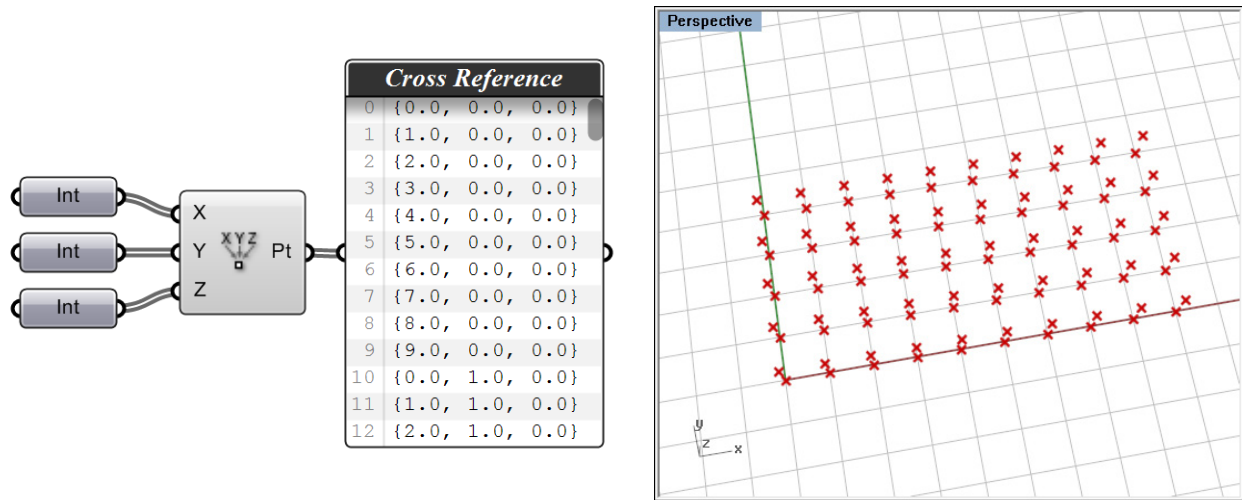 Int
Int
Int
X
Y
Z
X Y Z
Pt
Cross Reference
0 {0.0, 0.0, 0.0}
1 {1.0, 0.0, 0.0}
2 {2.0, 0.0, 0.0}
3 {3.0, 0.0, 0.0}
4 {4.0, 0.0, 0.0}
5 {5.0, 0.0, 0.0}
6 {6.0, 0.0, 0.0}
7 {7.0, 0.0, 0.0}
8 {8.0, 0.0, 0.0}
9 {9.0, 0.0, 0.0}
10 {0.0, 1.0, 0.0}
11 {1.0, 1.0, 0.0}
12 {2.0, 1.0, 0.0}
Perspective
y
z
x